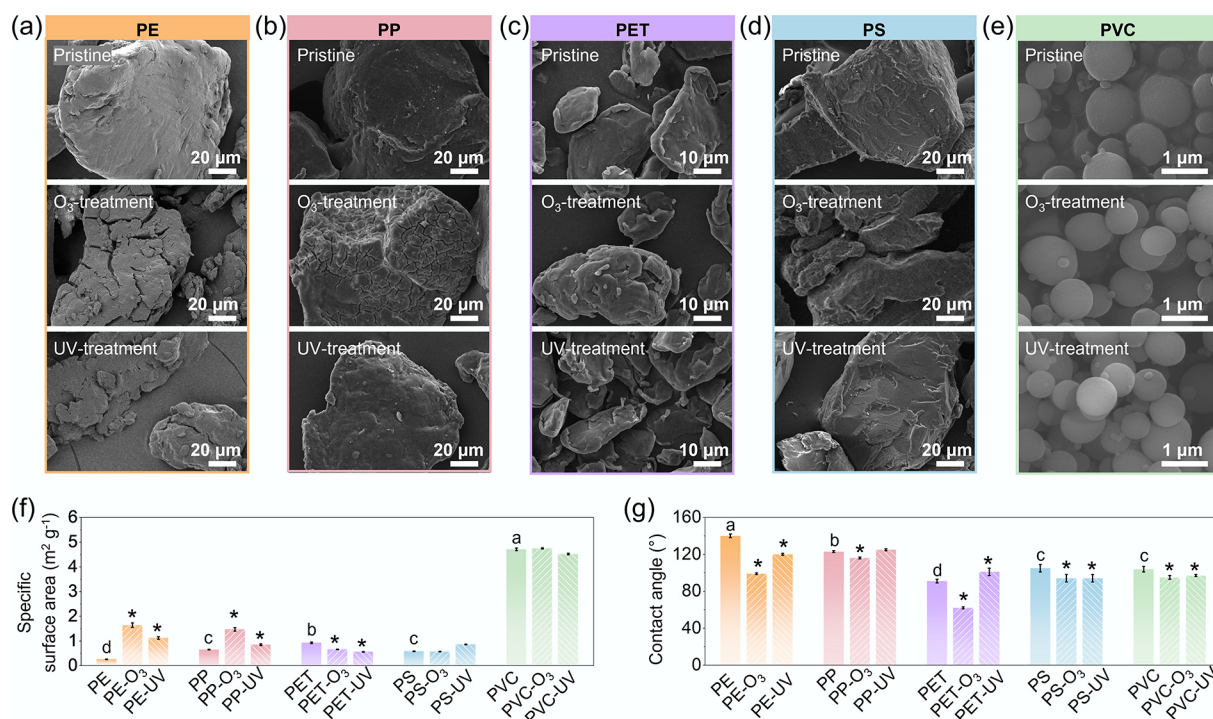 (a) PE
Pristine
20 µm
O₃-treatment
20 µm
UV-treatment
20 µm
(b) PP
Pristine
20 µm
O₃-treatment
20 µm
UV-treatment
20 µm
(c) PET
Pristine
10 µm
O₃-treatment
10 µm
UV-treatment
10 µm
(d) PS
Pristine
20 µm
O₃-treatment
20 µm
UV-treatment
20 µm
(e) PVC
Pristine
1 µm
O₃-treatment
1 µm
UV-treatment
1 µm
(f)
Specific
surface area (m² g⁻¹)
6
5
4
3
2
1
0
d * *
c * *
b * *
c
a
PE
PE-O₃
PE-UV
PP
PP-O₃
PP-UV
PET
PET-O₃
PET-UV
PS
PS-O₃
PS-UV
PVC
PVC-O₃
PVC-UV
(g)
Contact angle (°)
160
120
80
40
0
a * *
b *
d * *
c * *
c * *
PE
PE-O₃
PE-UV
PP
PP-O₃
PP-UV
PET
PET-O₃
PET-UV
PS
PS-O₃
PS-UV
PVC
PVC-O₃
PVC-UV